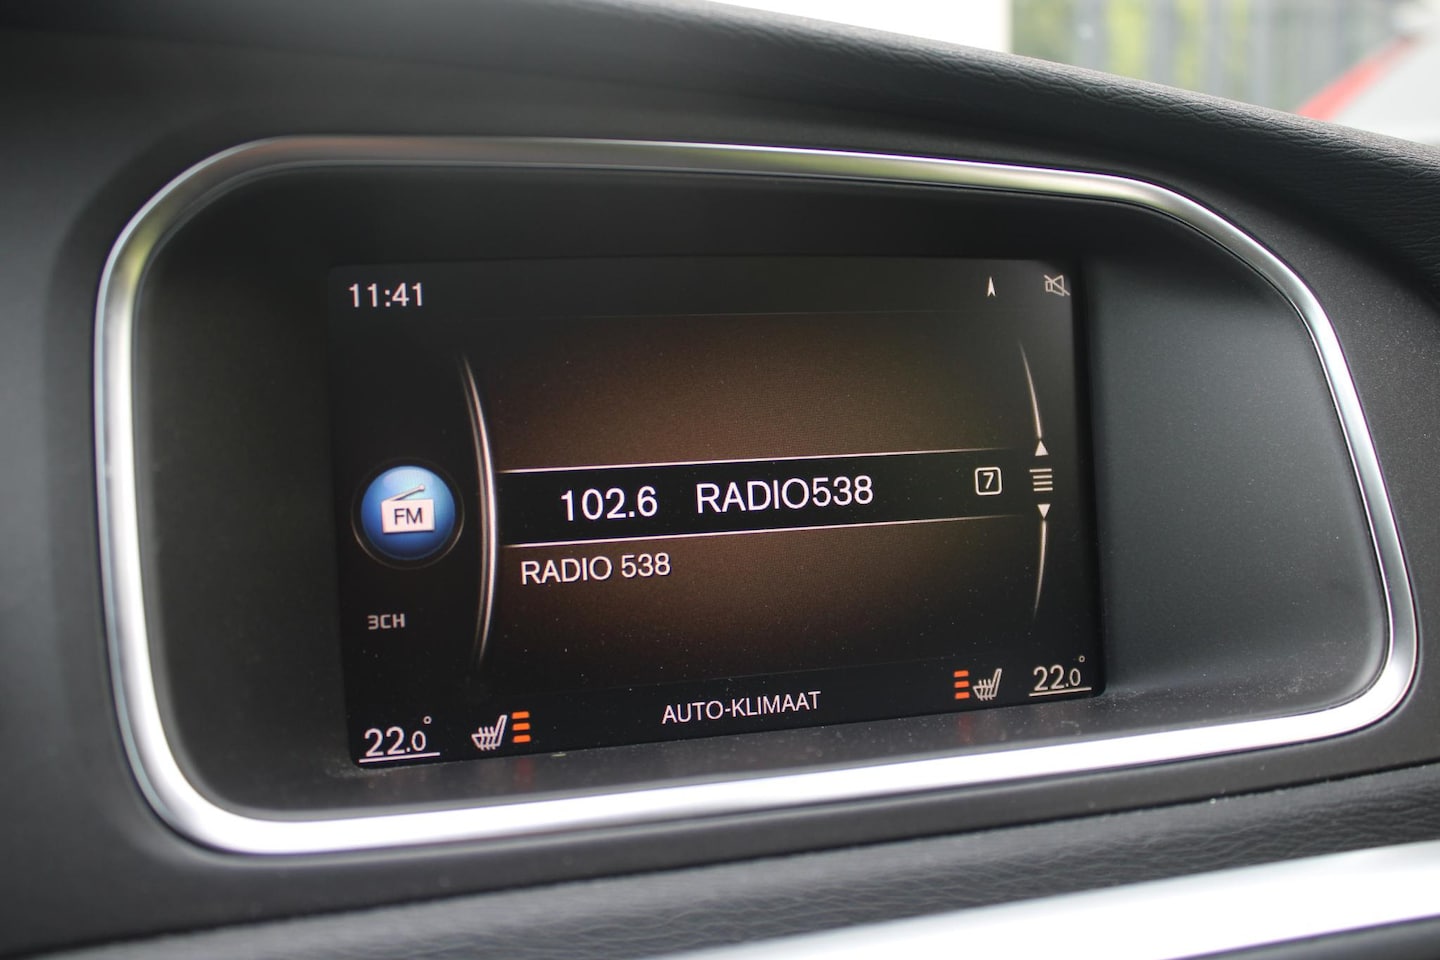 11:41
102.6 RADIO538 7
FM
RADIO 538
3CH
AUTO-KLIMAAT
22.0° 22.0°